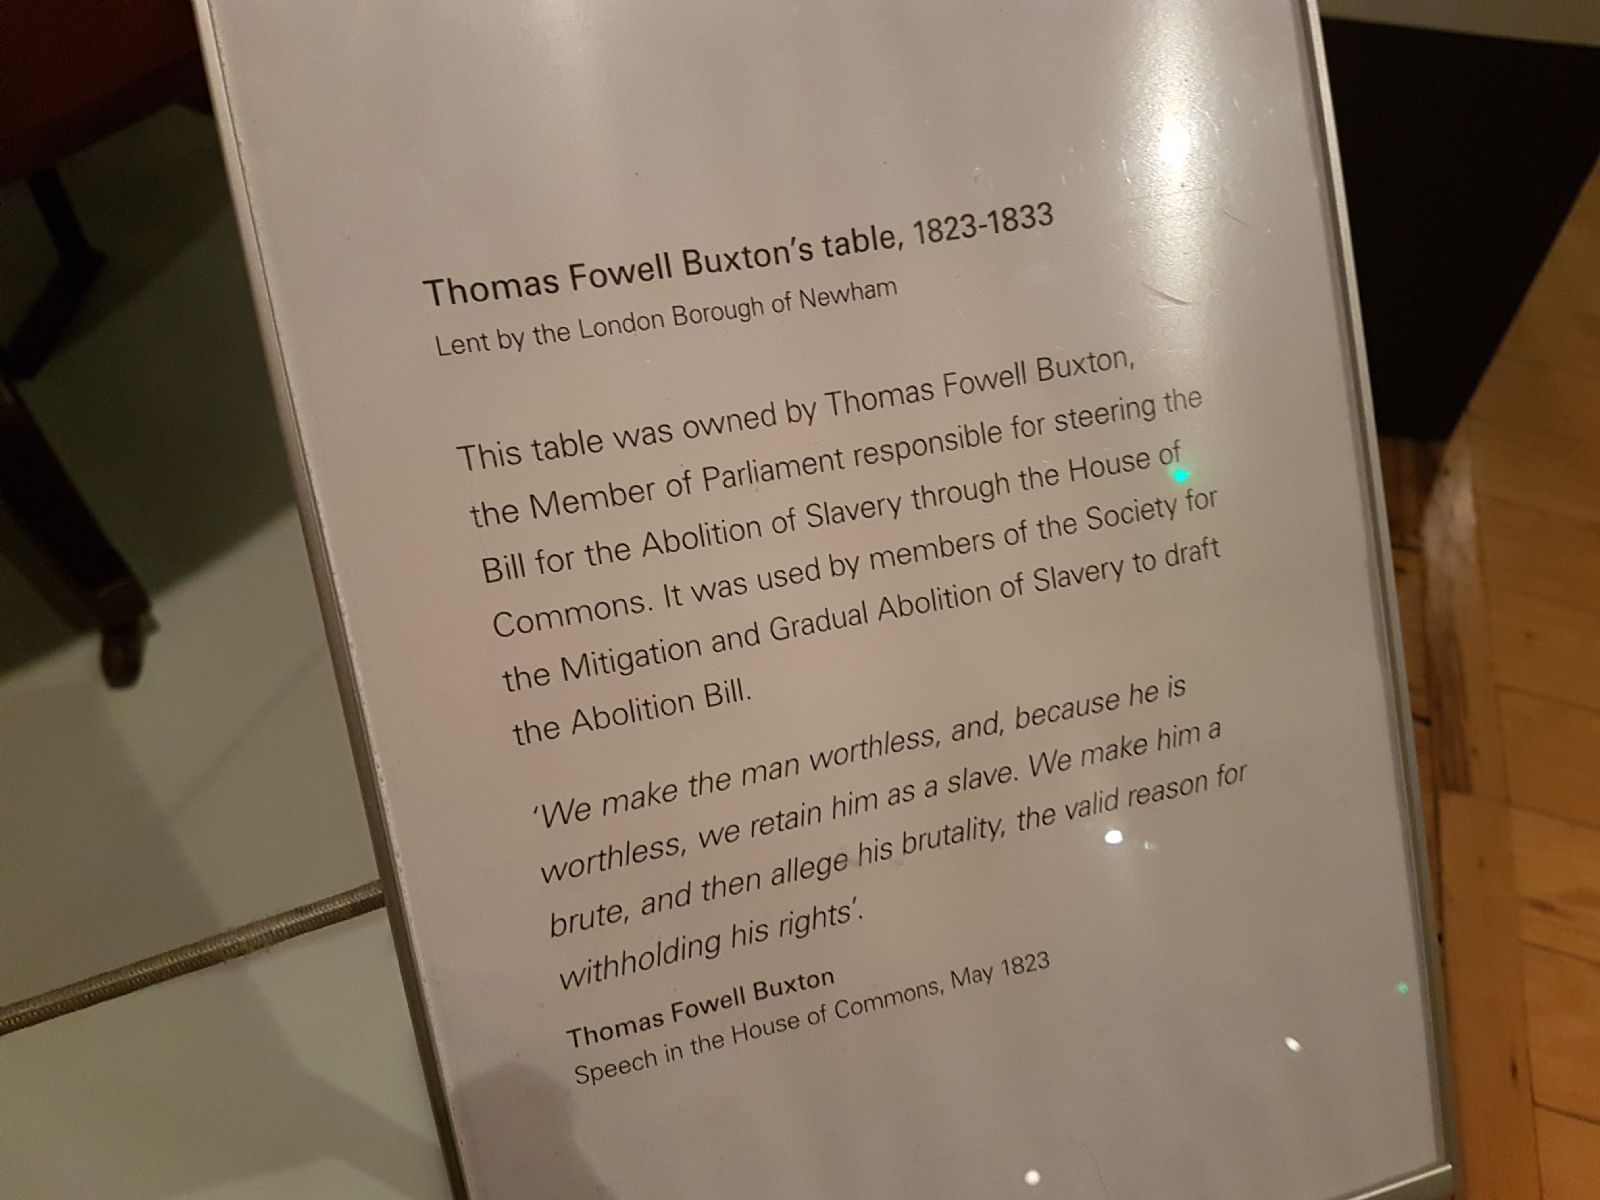 Thomas Fowell Buxton's table, 1823-1833
Lent by the London Borough of Newham
This table was owned by Thomas Fowell Buxton,
the Member of Parliament responsible for steering the
Bill for the Abolition of Slavery through the House of
Commons. It was used by members of the Society for
the Mitigation and Gradual Abolition of Slavery to draft
the Abolition Bill.
'We make the man worthless, and, because he is
worthless, we retain him as a slave. We make him a
brute, and then allege his brutality, the valid reason for
withholding his rights'.
Thomas Fowell Buxton
Speech in the House of Commons, May 1823